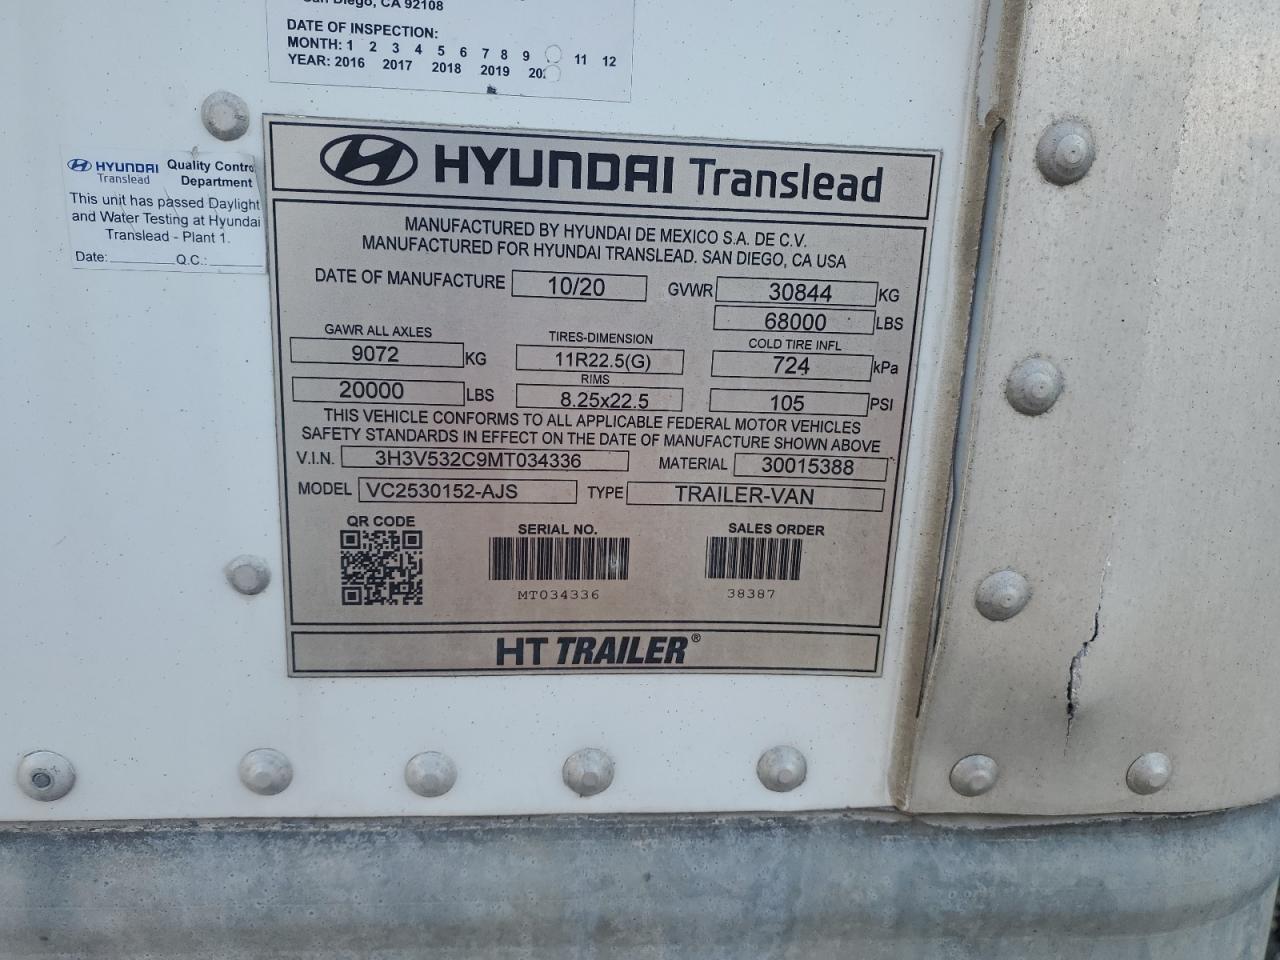 San Diego, CA 92108
DATE OF INSPECTION:
MONTH: 1 2 3 4 5 6 7 8 9 11 12
YEAR: 2016 2017 2018 2019
HYUNDAI Translead
Quality Contro
Department
This unit has passed Daylight
and Water Testing at Hyundai
Translead - Plant 1.
Date: Q.C.:
HYUNDAI Translead
MANUFACTURED BY HYUNDAI DE MEXICO S.A. DE C.V.
MANUFACTURED FOR HYUNDAI TRANSLEAD. SAN DIEGO, CA USA
DATE OF MANUFACTURE 10/20 GVWR 30844 KG
68000 LBS
GAWR ALL AXLES TIRES-DIMENSION COLD TIRE INFL
9072 KG 11R22.5(G) 724 kPa
RIMS
20000 LBS 8.25x22.5 105 PSI
THIS VEHICLE CONFORMS TO ALL APPLICABLE FEDERAL MOTOR VEHICLES
SAFETY STANDARDS IN EFFECT ON THE DATE OF MANUFACTURE SHOWN ABOVE
V.I.N. 3H3V532C9MT034336 MATERIAL 30015388
MODEL VC2530152-AJS TYPE TRAILER-VAN
QR CODE SERIAL NO. SALES ORDER
MT034336 38387
HT TRAILER®